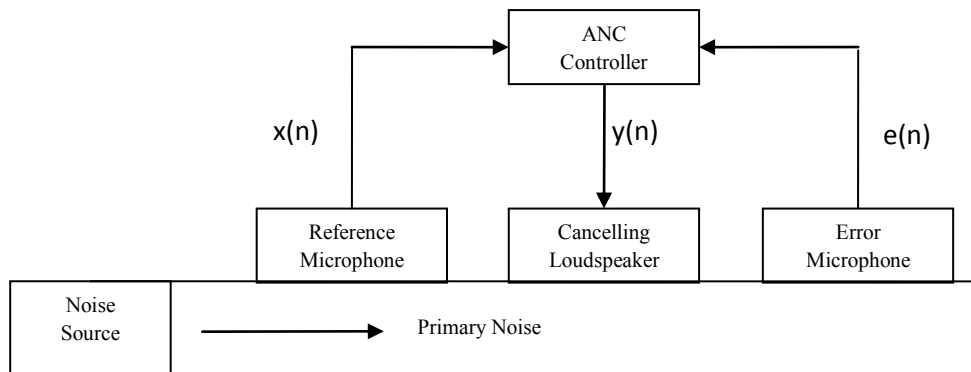 ANC
Controller
x(n)
y(n)
e(n)
Reference
Microphone
Cancelling
Loudspeaker
Error
Microphone
Noise
Source
Primary Noise